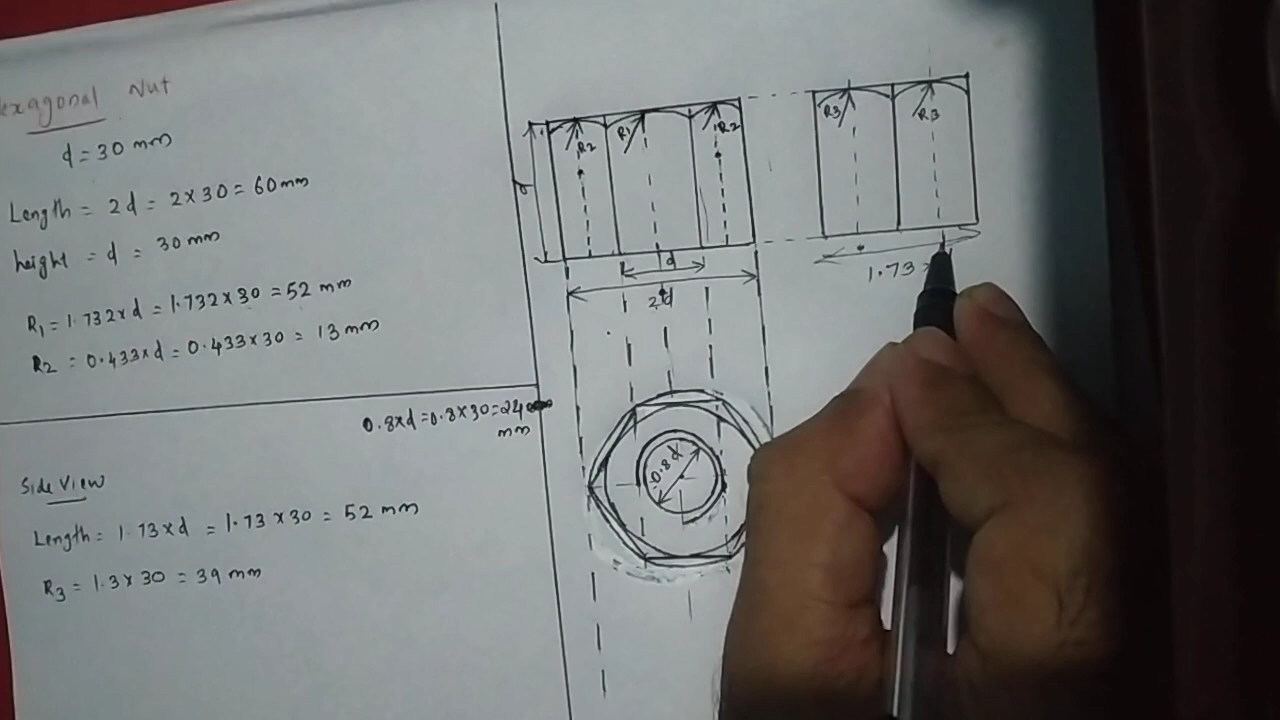 exagonal Nut
d = 30 mm
Length = 2d = 2 x 30 = 60 mm
height = d = 30 mm
R1 = 1.732 x d = 1.732 x 30 = 52 mm
R2 = 0.433 x d = 0.433 x 30 = 13 mm
0.8 x d = 0.8 x 30 = 24
mm
Side View
Length = 1.73 x d = 1.73 x 30 = 52 mm
R3 = 1.3 x 30 = 39 mm
R2
R1
R2
R3
R3
d
2d
1.73
0.8d